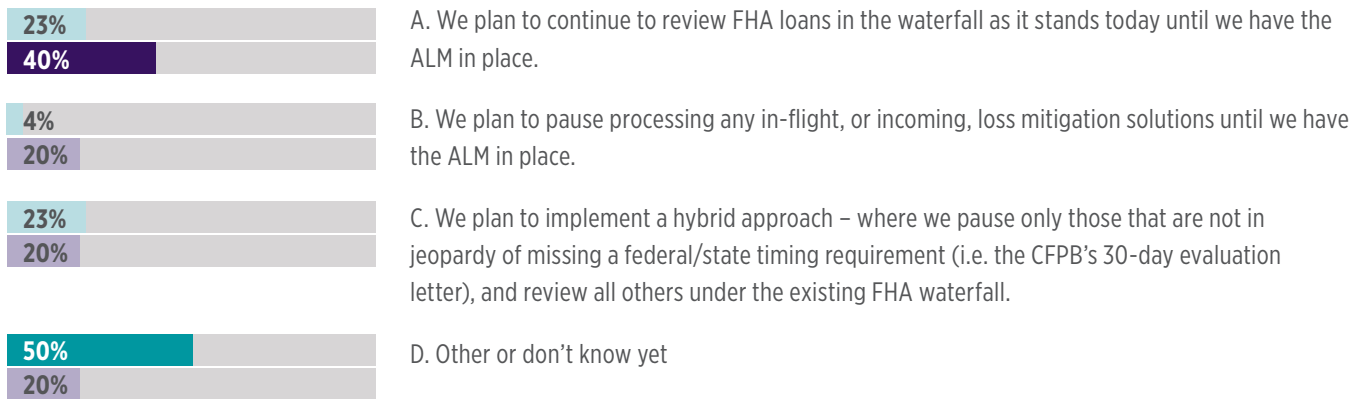 23%
40%
A. We plan to continue to review FHA loans in the waterfall as it stands today until we have the
ALM in place.
4%
20%
B. We plan to pause processing any in-flight, or incoming, loss mitigation solutions until we have
the ALM in place.
23%
20%
C. We plan to implement a hybrid approach – where we pause only those that are not in
jeopardy of missing a federal/state timing requirement (i.e. the CFPB's 30-day evaluation
letter), and review all others under the existing FHA waterfall.
50%
20%
D. Other or don't know yet